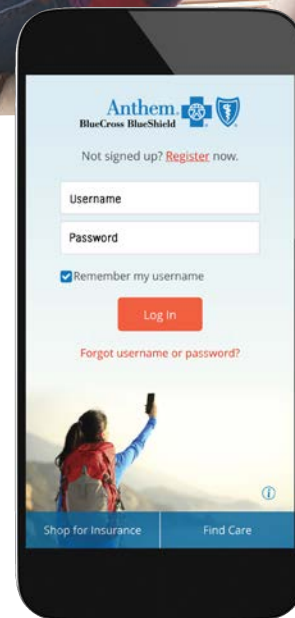 Anthem.
BlueCross BlueShield
Not signed up? Register now.
Username
Password
Remember my username
Log In
Forgot username or password?
Shop for Insurance
Find Care